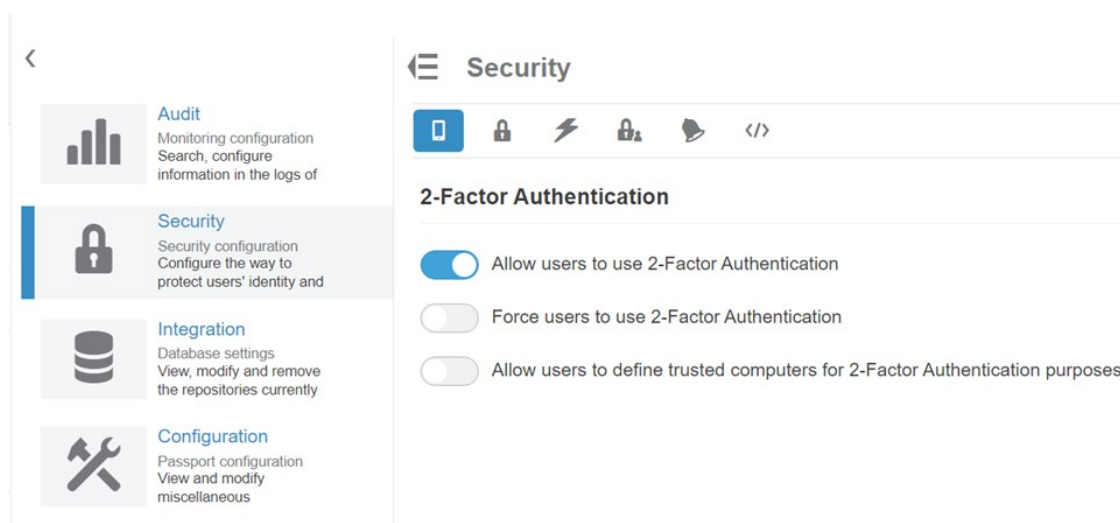 Audit
Monitoring configuration
Search, configure
information in the logs of
Security
Security configuration
Configure the way to
protect users' identity and
Integration
Database settings
View, modify and remove
the repositories currently
Configuration
Passport configuration
View and modify
miscellaneous
Security
2-Factor Authentication
Allow users to use 2-Factor Authentication
Force users to use 2-Factor Authentication
Allow users to define trusted computers for 2-Factor Authentication purposes